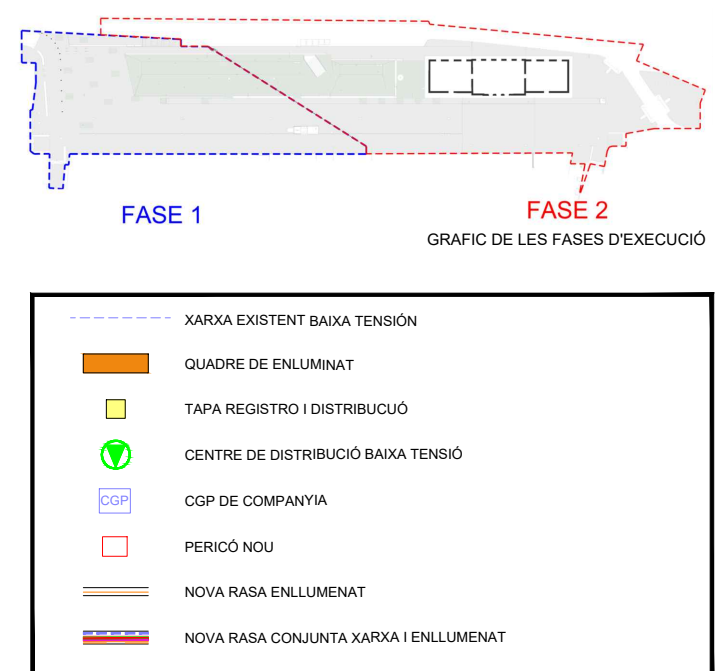 FASE 1
FASE 2
GRAFIC DE LES FASES D'EXECUCIÓ
XARXA EXISTENT BAIXA TENSIÓN
QUADRE DE ENLUMINAT
TAPA REGISTRO I DISTRIBUCUÓ
CENTRE DE DISTRIBUCIÓ BAIXA TENSIÓ
CGP CGP DE COMPANYIA
PERICÓ NOU
NOVA RASA ENLLUMENAT
NOVA RASA CONJUNTA XARXA I ENLLUMENAT